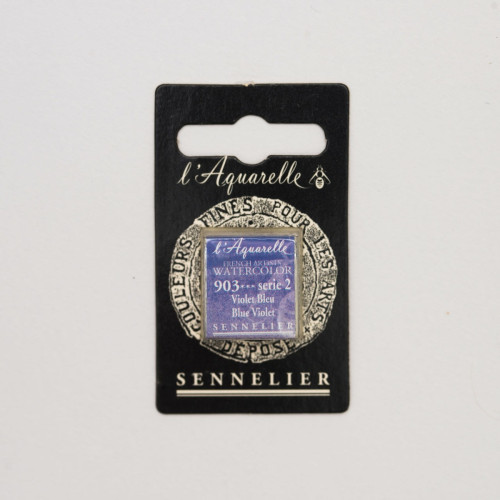 l'Aquarelle
COULEURS FINES POUR LES ARTS
l'Aquarelle
FRENCH ARTISTS'
WATERCOLOR
903··· serie 2
Violet Bleu
Blue Violet
SENNELIER
DÉPOSÉ
SENNELIER